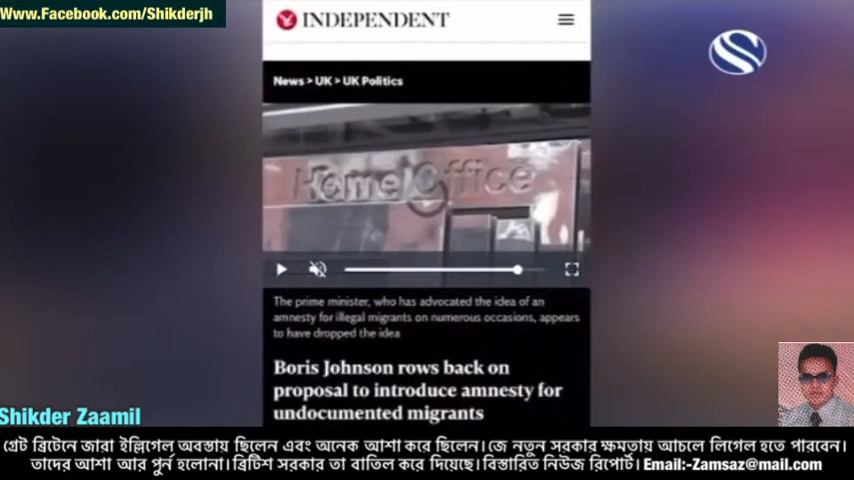 Www.Facebook.com/Shikderjh
INDEPENDENT
News > UK > UK Politics
Home Office
The prime minister, who has advocated the idea of an
amnesty for illegal migrants on numerous occasions, appears
to have dropped the idea
Boris Johnson rows back on
proposal to introduce amnesty for
undocumented migrants
Shikder Zaamil
গ্রেট ব্রিটেনে জারা ইল্লিগেল অবস্তায় ছিলেন এবং অনেক আশা করে ছিলেন। জে নতুন সরকার ক্ষমতায় আচলে লিগেল হতে পারবেন।
তাদের আশা আর পুর্ন হলোনা। ব্রিটিশ সরকার তা বাতিল করে দিয়েছে। বিস্তারিত নিউজ রিপোর্ট। Email:-Zamsaz@mail.com